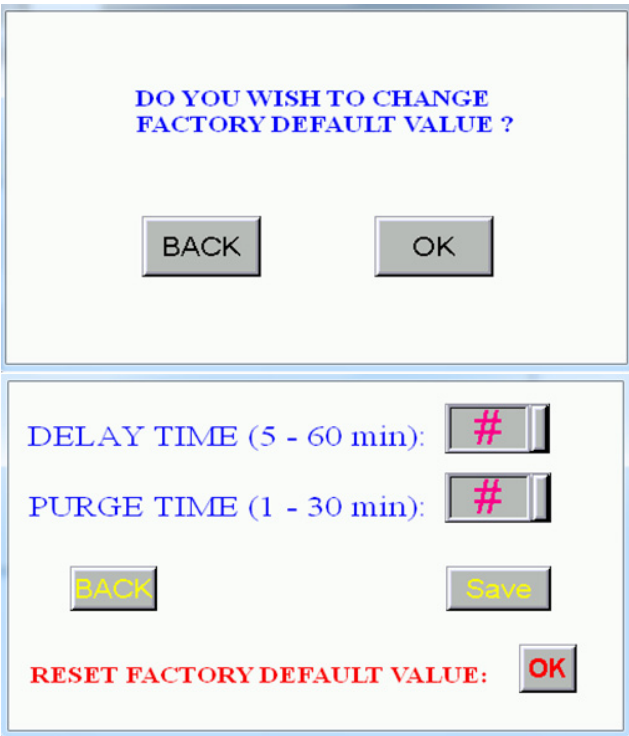 DO YOU WISH TO CHANGE
FACTORY DEFAULT VALUE ?
BACK OK
DELAY TIME (5 - 60 min): #
PURGE TIME (1 - 30 min): #
BACK Save
RESET FACTORY DEFAULT VALUE: OK